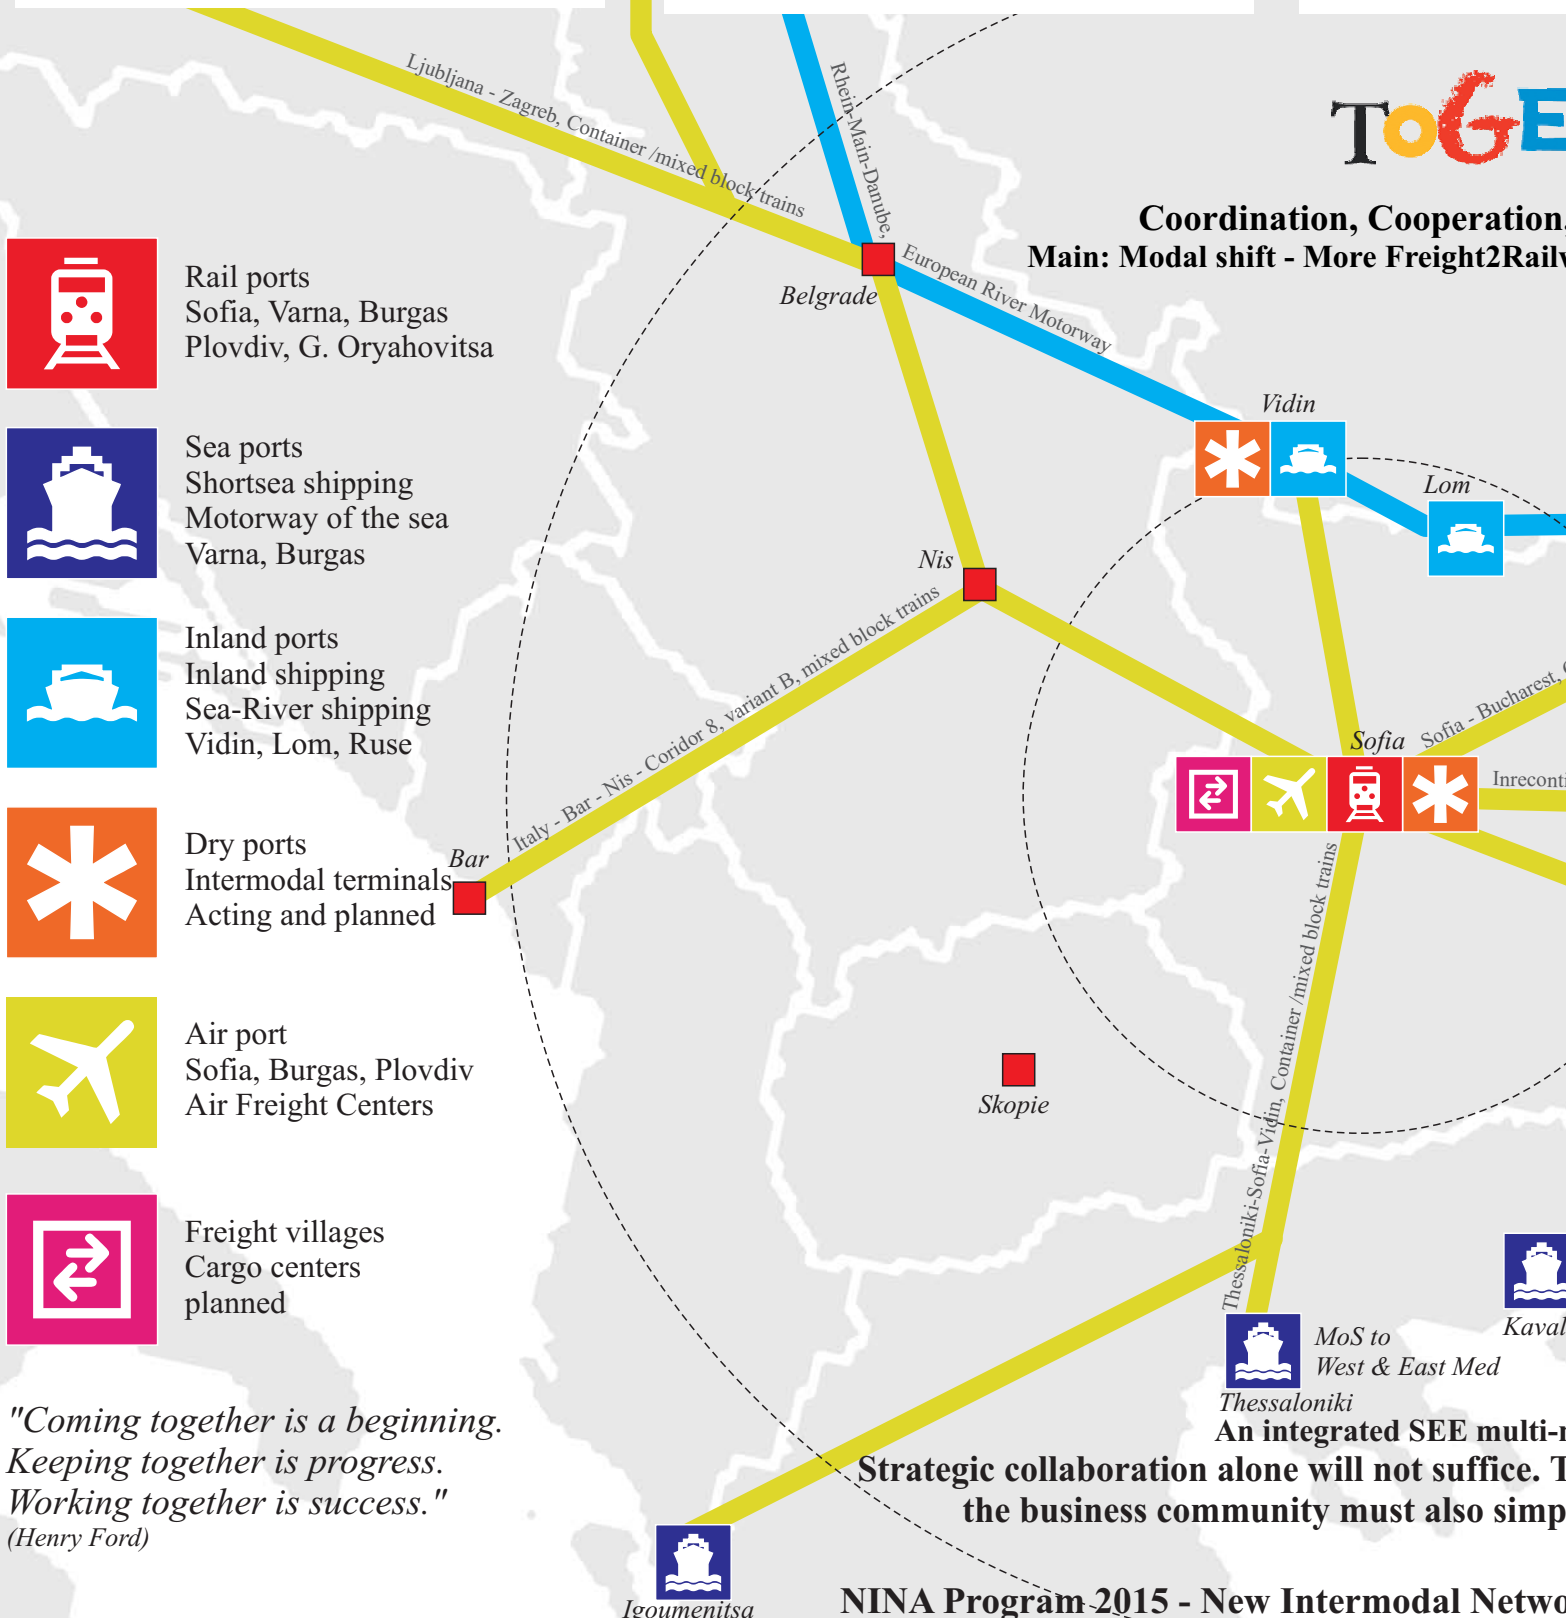 Ljubljana - Zagreb, Container /mixed block trains
Rhein-Main-Danube,
European River Motorway
TOGE
Coordination, Cooperation,
Main: Modal shift - More Freight2Railw
Belgrade
Rail ports
Sofia, Varna, Burgas
Plovdiv, G. Oryahovitsa
Vidin
Lom
Sea ports
Shortsea shipping
Motorway of the sea
Varna, Burgas
Nis
Italy - Bar - Nis - Coridor 8, variant B, mixed block trains
Inland ports
Inland shipping
Sea-River shipping
Vidin, Lom, Ruse
Sofia
Sofia - Bucharest,
Inreconti
Dry ports
Intermodal terminals
Acting and planned
Bar
Thessaloniki-Sofia-Vidin, Container /mixed block trains
Air port
Sofia, Burgas, Plovdiv
Air Freight Centers
Skopie
Freight villages
Cargo centers
planned
MoS to
West & East Med
Kaval
Thessaloniki
"Coming together is a beginning.
Keeping together is progress.
Working together is success."
(Henry Ford)
An integrated SEE multi-
Strategic collaboration alone will not suffice. T
the business community must also simp
Igoumenitsa
NINA Program 2015 - New Intermodal Netwo